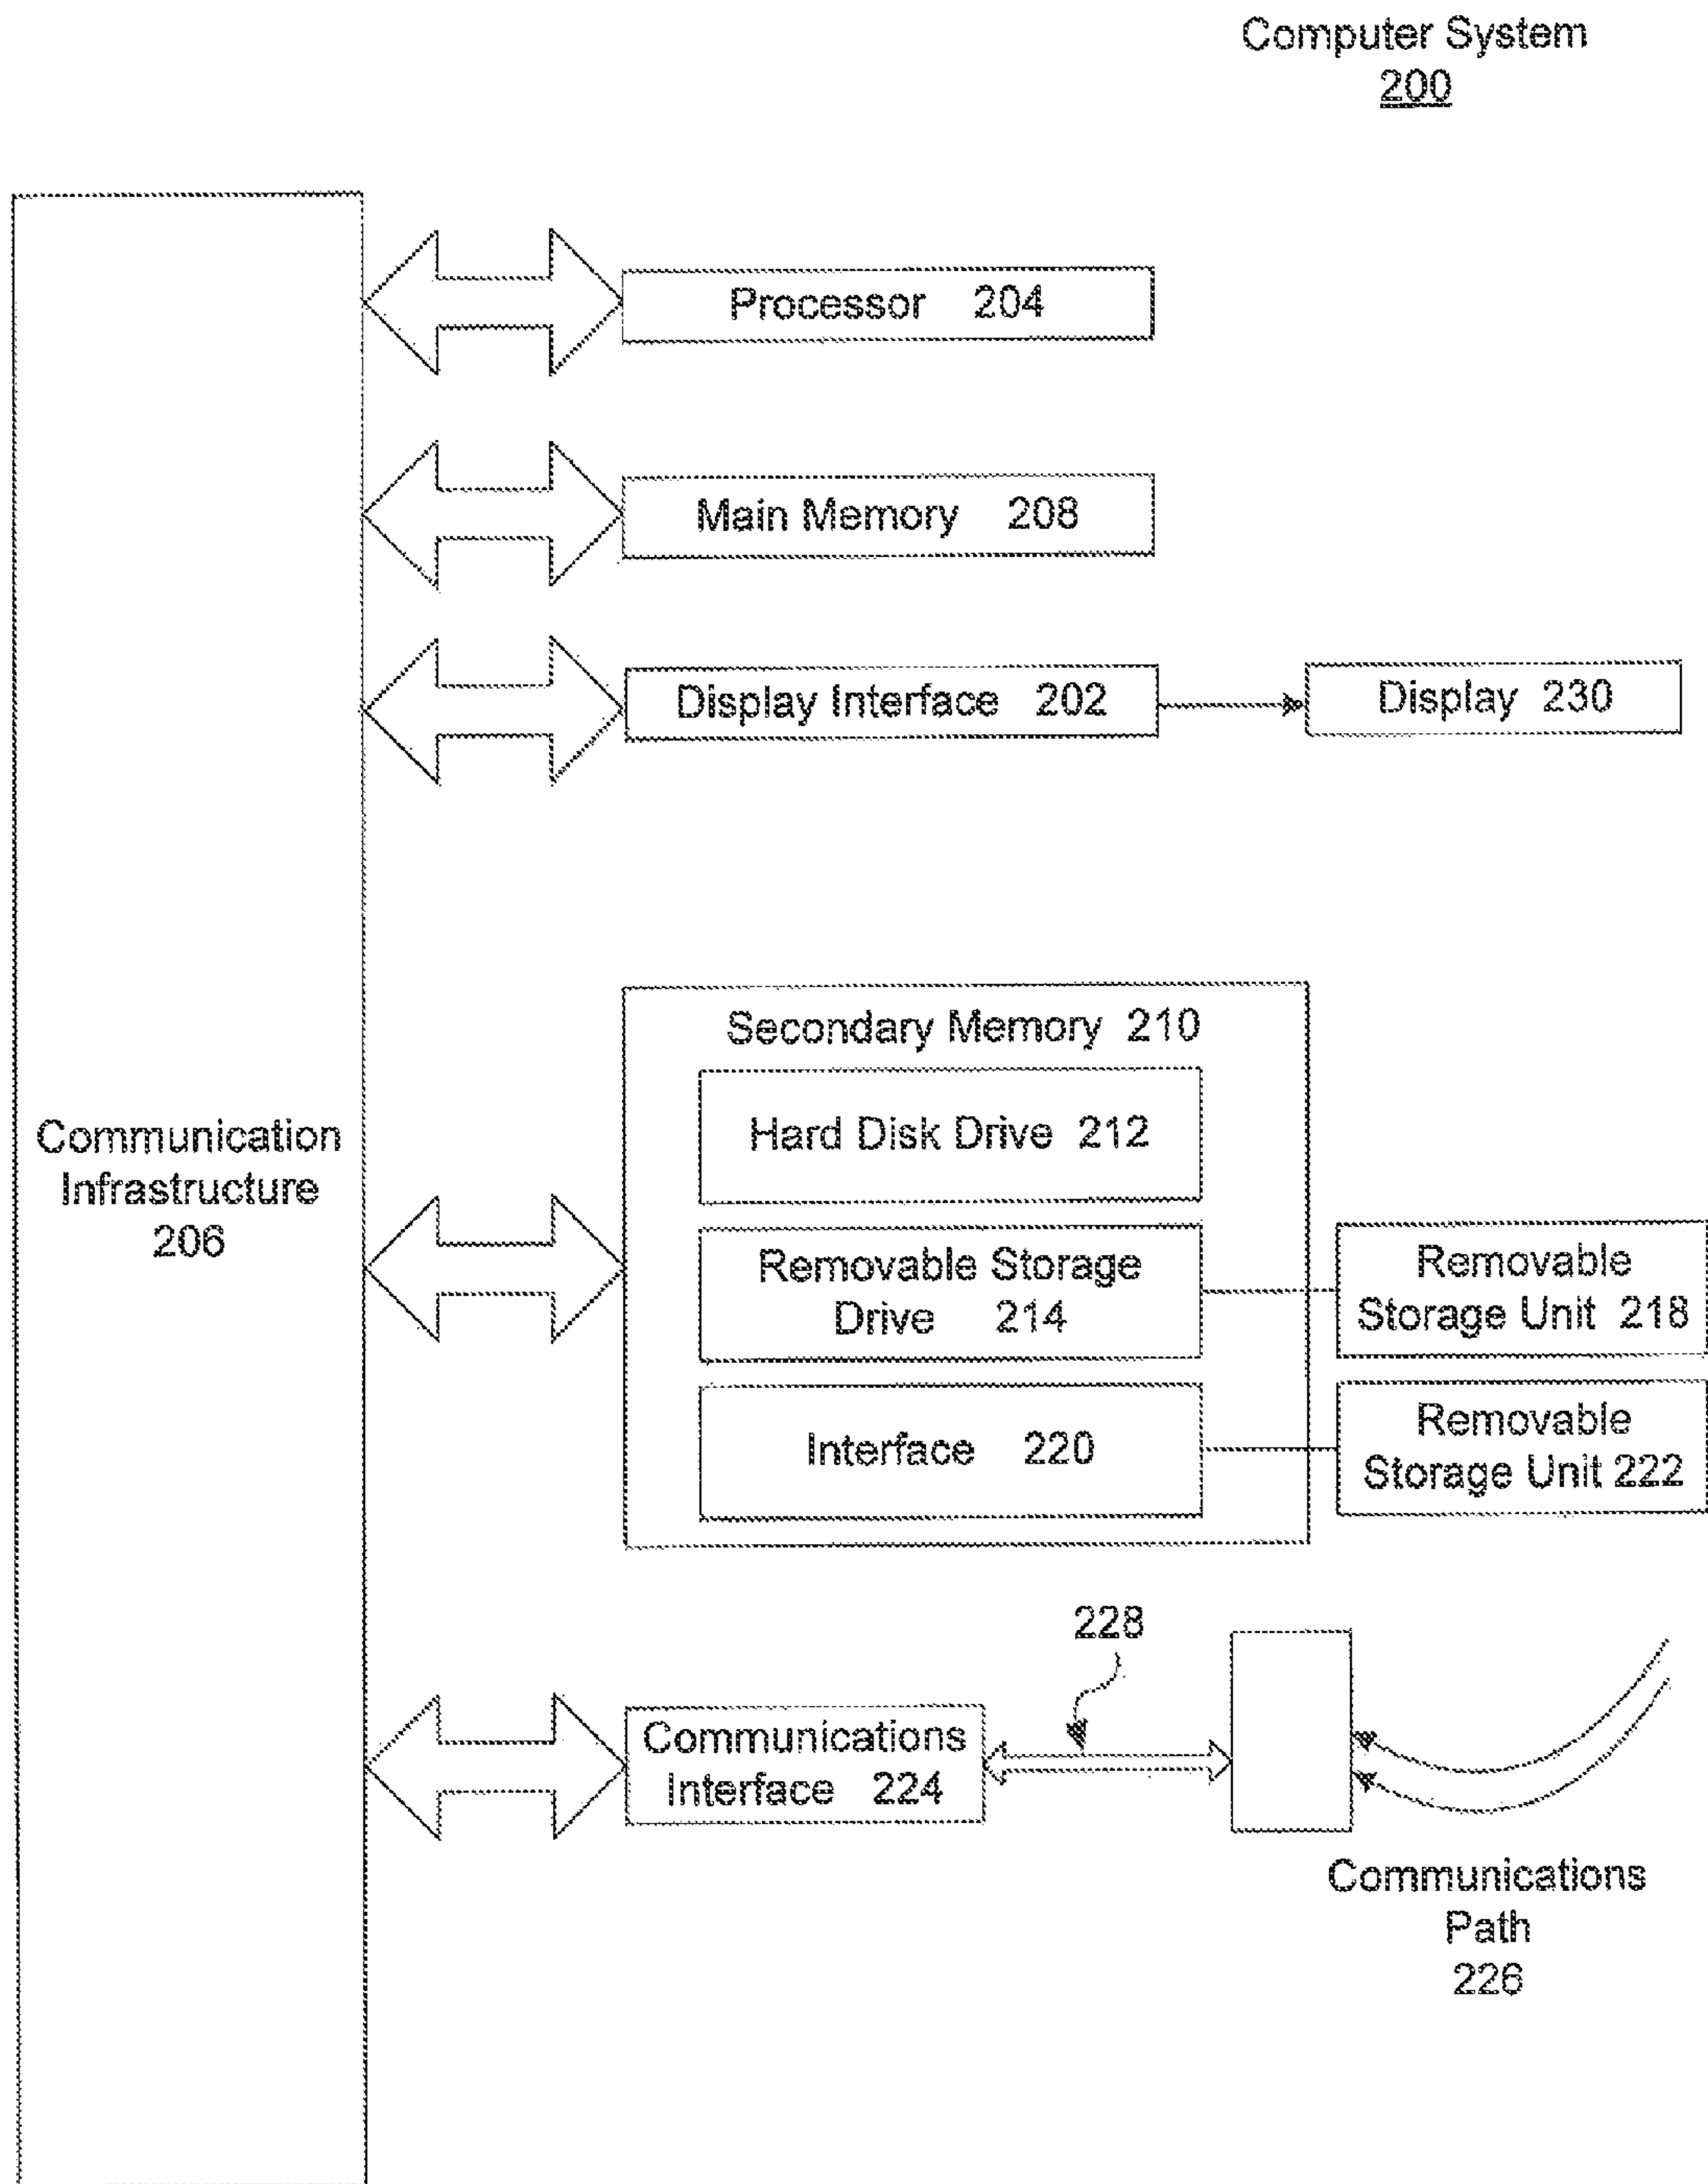 Computer System
200
Processor 204
Main Memory 208
Display Interface 202
Display 230
Secondary Memory 210
Hard Disk Drive 212
Communication
Infrastructure
206
Removable Storage
Drive 214
Removable
Storage Unit 218
Interface 220
Removable
Storage Unit 222
228
Communications
Interface 224
Communications
Path
226